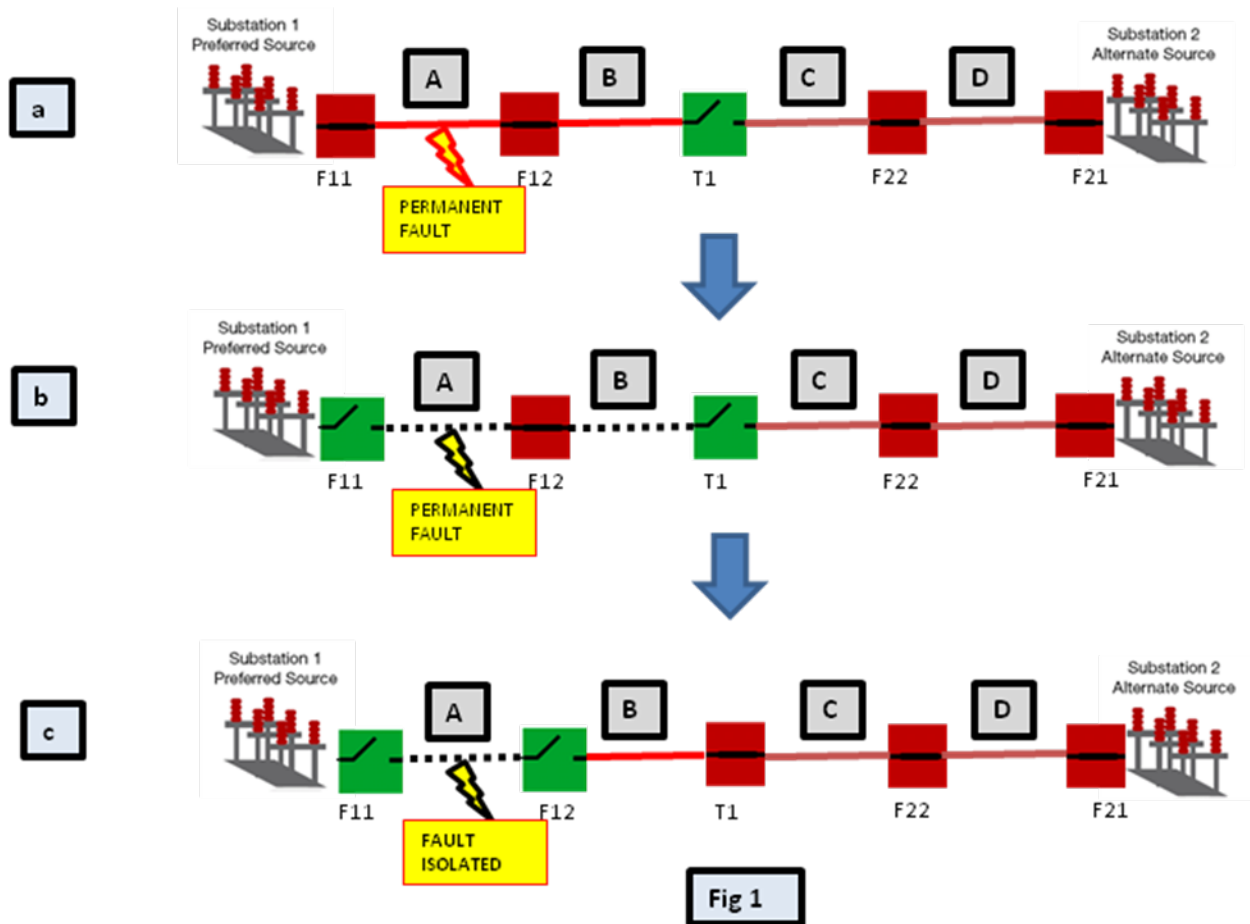 Substation 1
Preferred Source
A
B
C
D
Substation 2
Alternate Source
a
F11
F12
T1
F22
F21
PERMANENT
FAULT
Substation 1
Preferred Source
A
B
C
D
Substation 2
Alternate Source
b
F11
F12
T1
F22
F21
PERMANENT
FAULT
Substation 1
Preferred Source
A
B
C
D
Substation 2
Alternate Source
c
F11
F12
T1
F22
F21
FAULT
ISOLATED
Fig 1